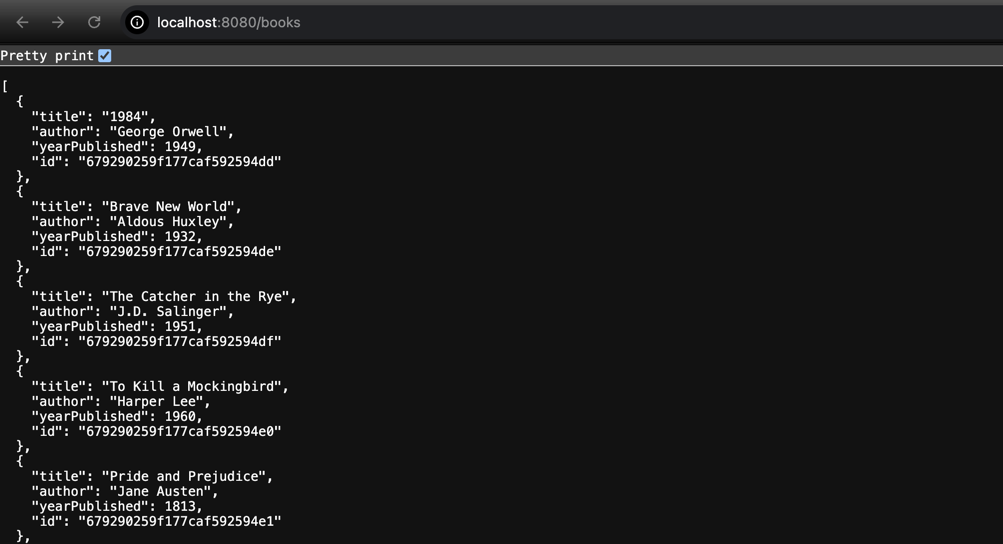 localhost:8080/books
Pretty print
[
  {
    "title": "1984",
    "author": "George Orwell",
    "yearPublished": 1949,
    "id": "679290259f177caf592594dd"
  },
  {
    "title": "Brave New World",
    "author": "Aldous Huxley",
    "yearPublished": 1932,
    "id": "679290259f177caf592594de"
  },
  {
    "title": "The Catcher in the Rye",
    "author": "J.D. Salinger",
    "yearPublished": 1951,
    "id": "679290259f177caf592594df"
  },
  {
    "title": "To Kill a Mockingbird",
    "author": "Harper Lee",
    "yearPublished": 1960,
    "id": "679290259f177caf592594e0"
  },
  {
    "title": "Pride and Prejudice",
    "author": "Jane Austen",
    "yearPublished": 1813,
    "id": "679290259f177caf592594e1"
  },